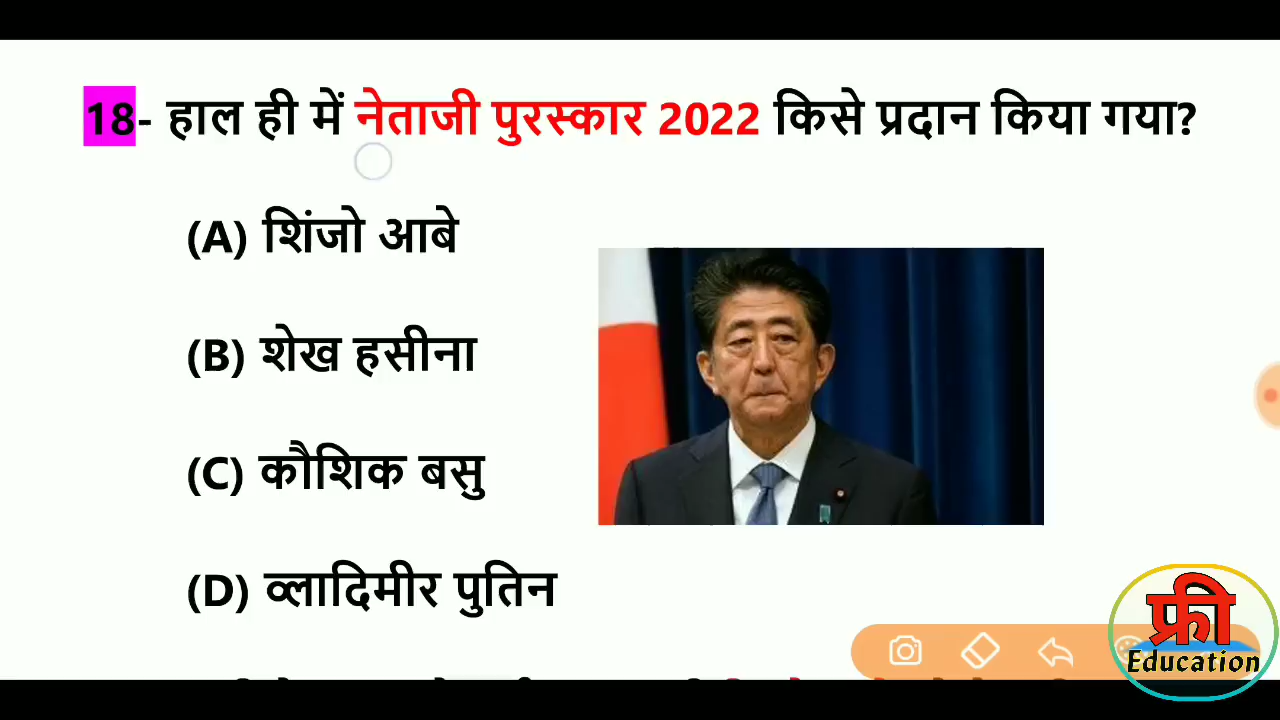 18- हाल ही में नेताजी पुरस्कार 2022 किसे प्रदान किया गया?
(A) शिंजो आबे
(B) शेख हसीना
(C) कौशिक बसु
(D) व्लादिमीर पुतिन
फ्री
Education